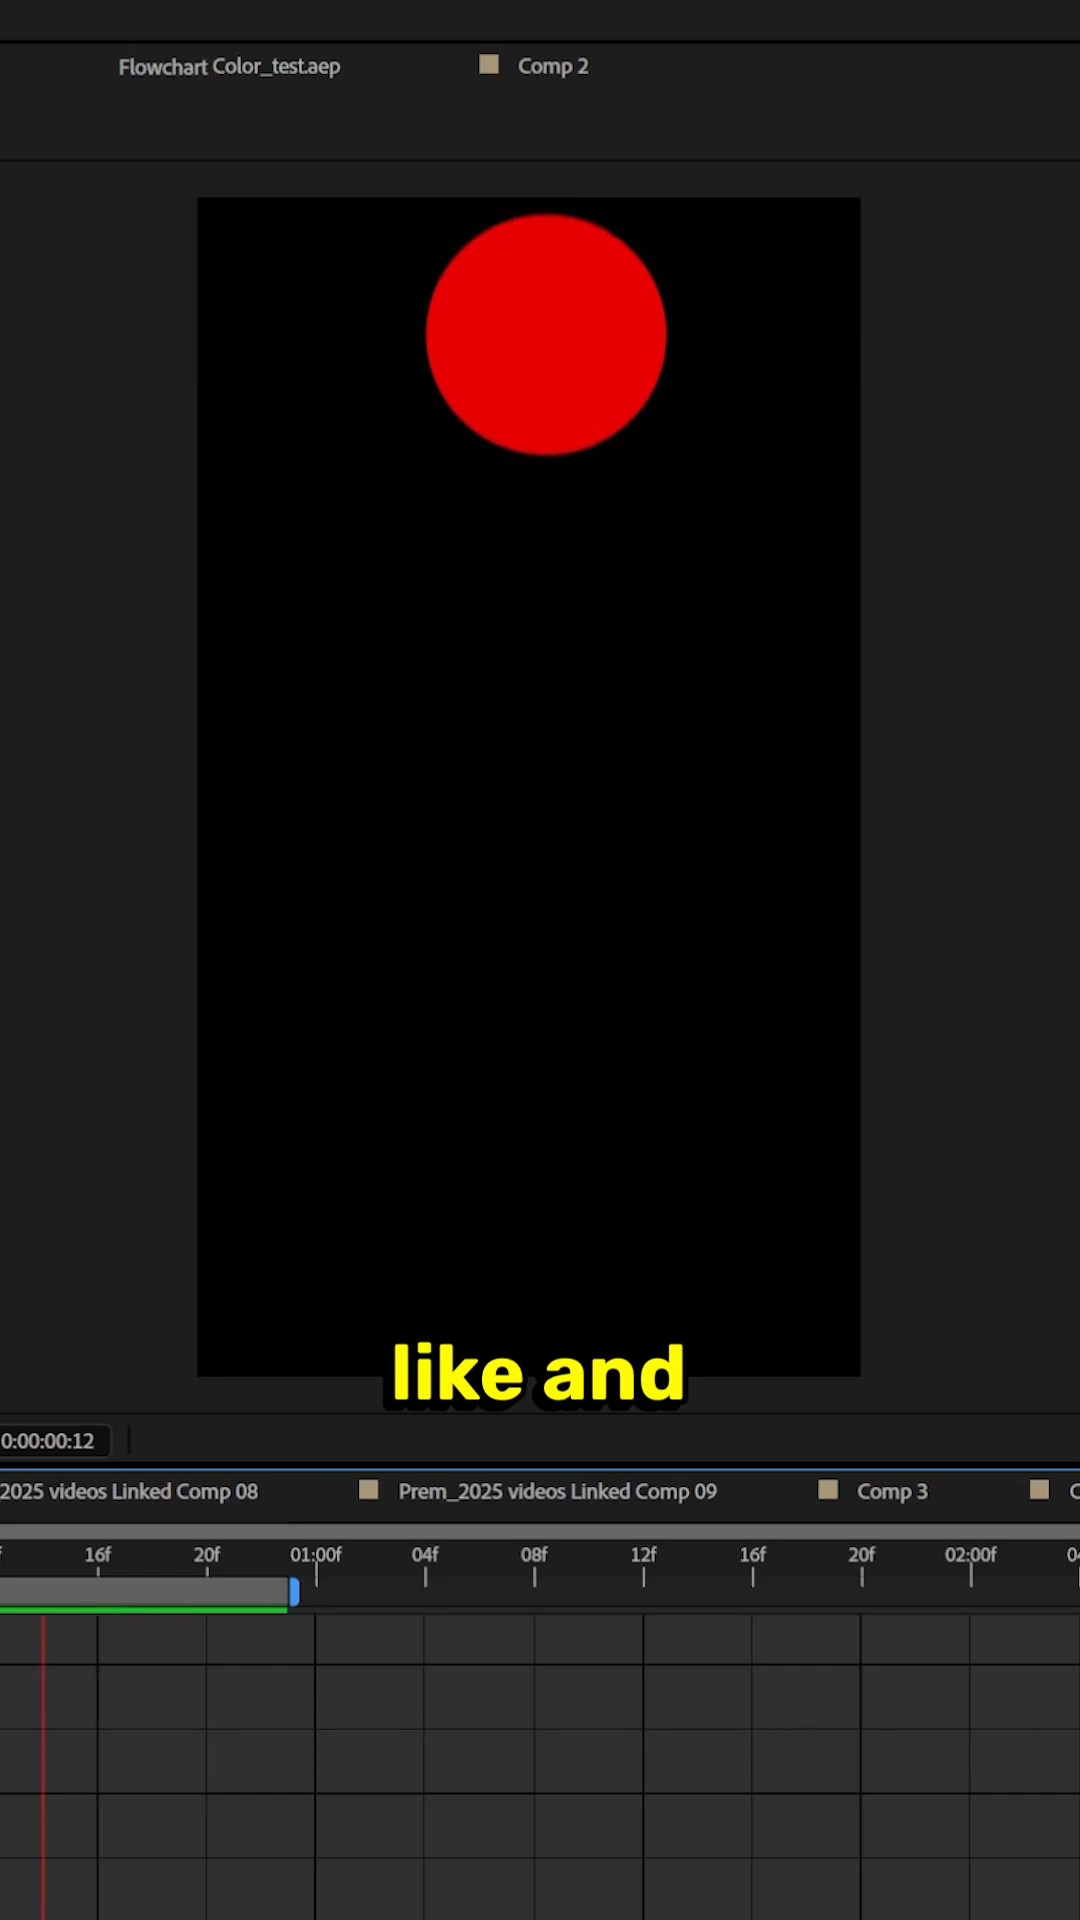 Flowchart Color_test.aep
Comp 2
like and
0:00:00:12
2025 videos Linked Comp 08
Prem_2025 videos Linked Comp 09
Comp 3
16f 20f 01:00f 04f 08f 12f 16f 20f 02:00f